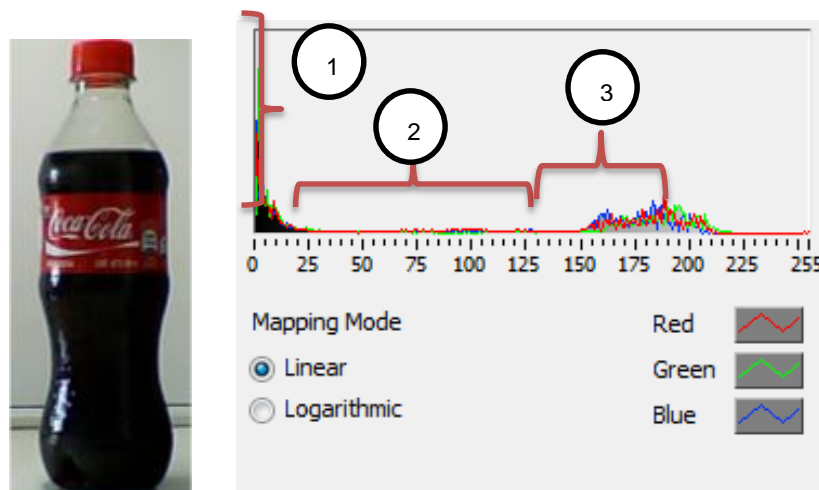 Coca-Cola
1
2
3
0 25 50 75 100 125 150 175 200 225 255
Mapping Mode
Linear
Logarithmic
Red
Green
Blue